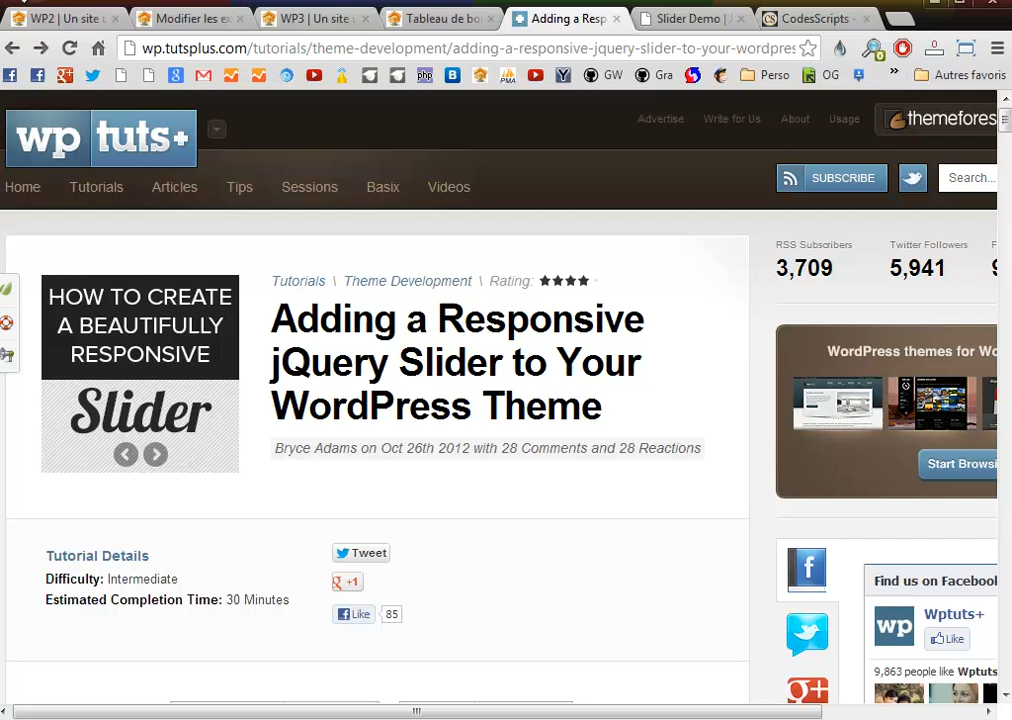 WP2 | Un site u
Modifier les ex
WP3 | Un site u
Tableau de bo
Adding a Resp
Slider Demo |
CodesScripts -
wp.tutsplus.com/tutorials/theme-development/adding-a-responsive-jquery-slider-to-your-wordpres
GW
Gra
Perso
OG
Autres favoris
wp tuts+
Advertise
Write for Us
About
Usage
themefores
Home
Tutorials
Articles
Tips
Sessions
Basix
Videos
SUBSCRIBE
Search...
HOW TO CREATE
A BEAUTIFULLY
RESPONSIVE
Slider
Tutorials \ Theme Development \ Rating:
Adding a Responsive
jQuery Slider to Your
WordPress Theme
Bryce Adams on Oct 26th 2012 with 28 Comments and 28 Reactions
RSS Subscribers
3,709
Twitter Followers
5,941
WordPress themes for Wo
Start Browsi
Tutorial Details
Difficulty: Intermediate
Estimated Completion Time: 30 Minutes
Tweet
+1
Like
85
Find us on Facebook
wp
Wptuts+
Like
9,863 people like Wptuts